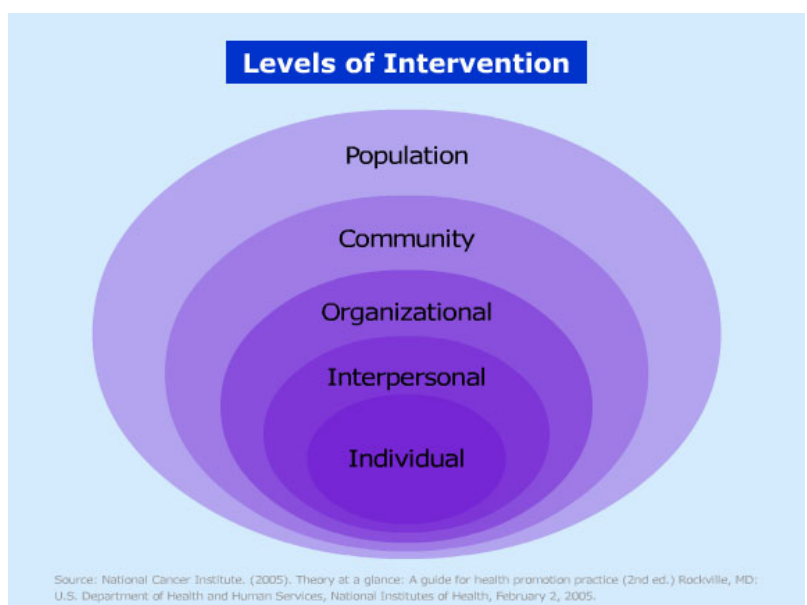 Levels of Intervention
Population
Community
Organizational
Interpersonal
Individual
Source: National Cancer Institute. (2005). Theory at a glance: A guide for health promotion practice (2nd ed.) Rockville, MD:
U.S. Department of Health and Human Services, National Institutes of Health, February 2, 2005.